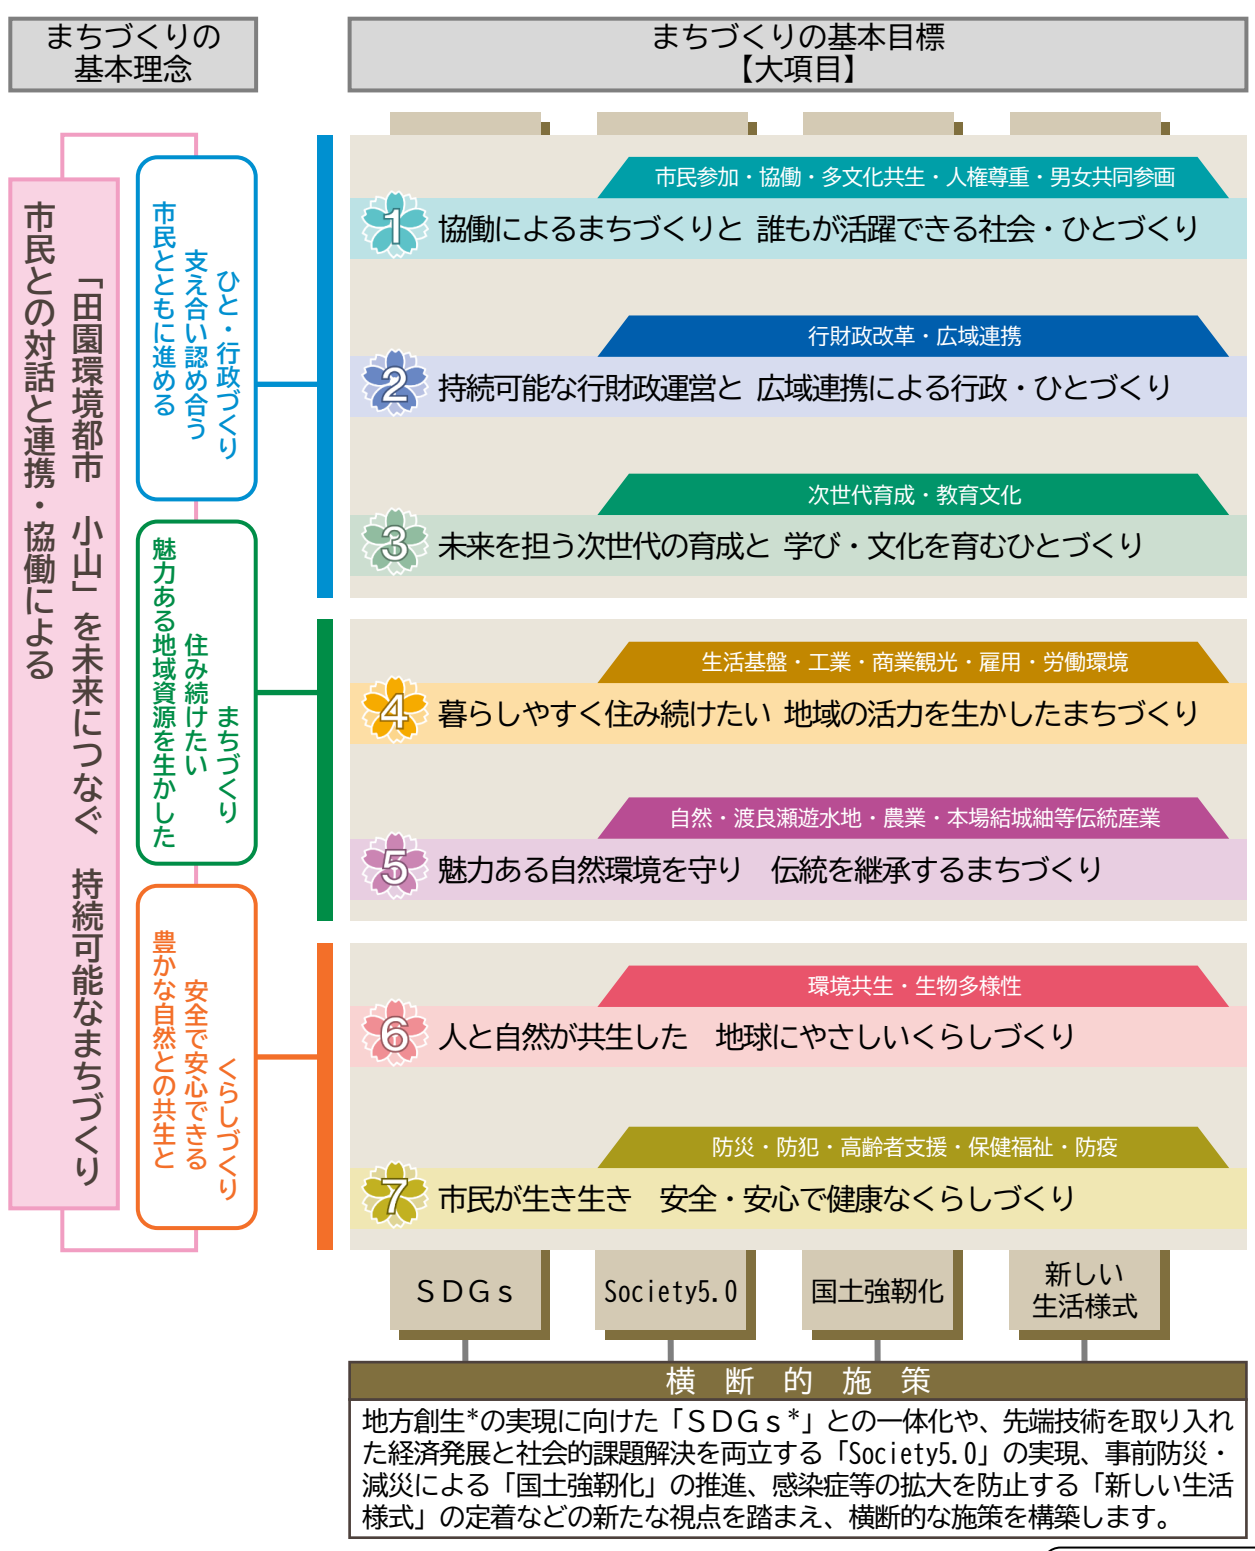 まちづくりの
基本理念
まちづくりの基本目標
【大項目】
市民との対話と連携・協働による
「田園環境都市　小山」を未来につなぐ　持続可能なまちづくり
市民とともに進める
支え合い認め合う
ひと・行政づくり
市民参加・協働・多文化共生・人権尊重・男女共同参画
1 協働によるまちづくりと 誰もが活躍できる社会・ひとづくり
行財政改革・広域連携
2 持続可能な行財政運営と 広域連携による行政・ひとづくり
次世代育成・教育文化
3 未来を担う次世代の育成と 学び・文化を育むひとづくり
魅力ある地域資源を生かした
住み続けたい
まちづくり
生活基盤・工業・商業観光・雇用・労働環境
4 暮らしやすく住み続けたい 地域の活力を生かしたまちづくり
自然・渡良瀬遊水地・農業・本場結城紬等伝統産業
5 魅力ある自然環境を守り　伝統を継承するまちづくり
豊かな自然との共生と
安全で安心できる
くらしづくり
環境共生・生物多様性
6 人と自然が共生した　地球にやさしいくらしづくり
防災・防犯・高齢者支援・保健福祉・防疫
7 市民が生き生き　安全・安心で健康なくらしづくり
ＳＤＧｓ
Society5.0
国土強靭化
新しい
生活様式
横断的施策
地方創生*の実現に向けた「ＳＤＧｓ*」との一体化や、先端技術を取り入れ
た経済発展と社会的課題解決を両立する「Society5.0」の実現、事前防災・
減災による「国土強靭化」の推進、感染症等の拡大を防止する「新しい生活
様式」の定着などの新たな視点を踏まえ、横断的な施策を構築します。